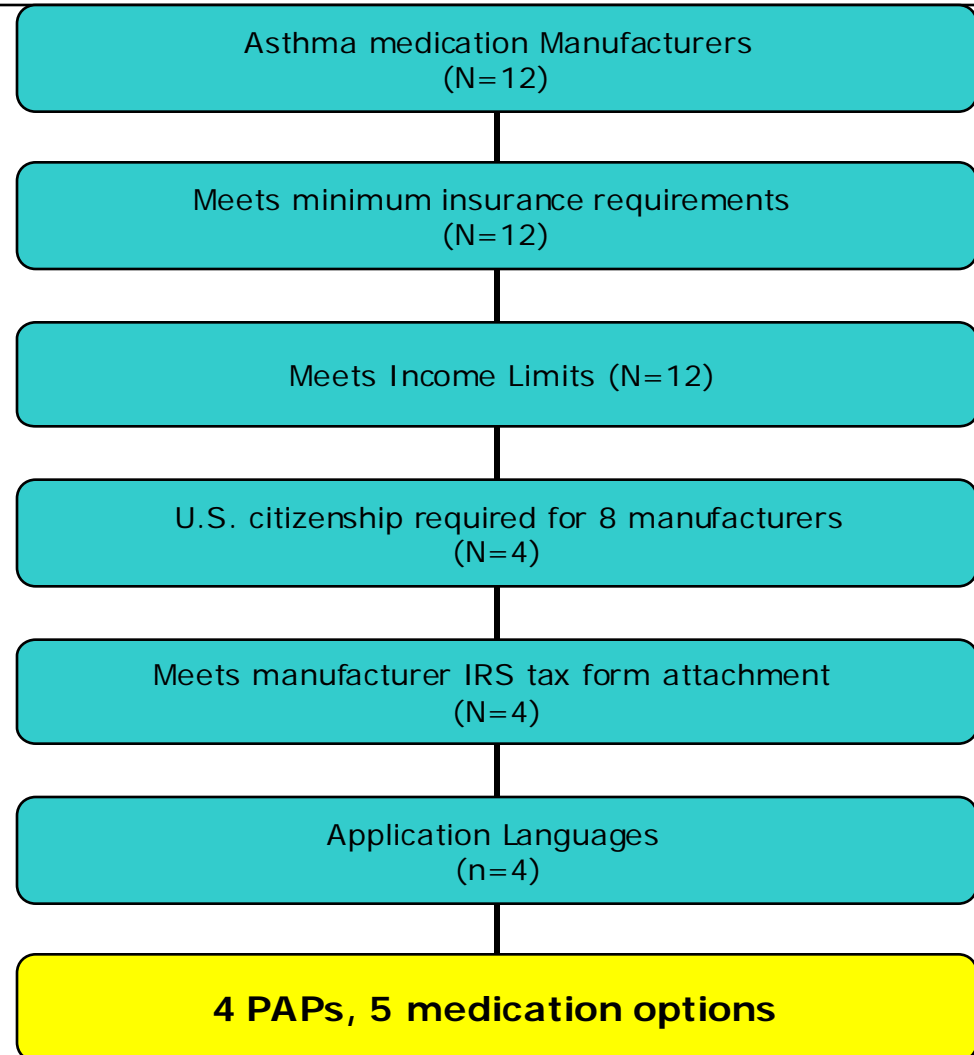 Asthma medication Manufacturers
(N=12)
Meets minimum insurance requirements
(N=12)
Meets Income Limits (N=12)
U.S. citizenship required for 8 manufacturers
(N=4)
Meets manufacturer IRS tax form attachment
(N=4)
Application Languages
(n=4)
4 PAPs, 5 medication options